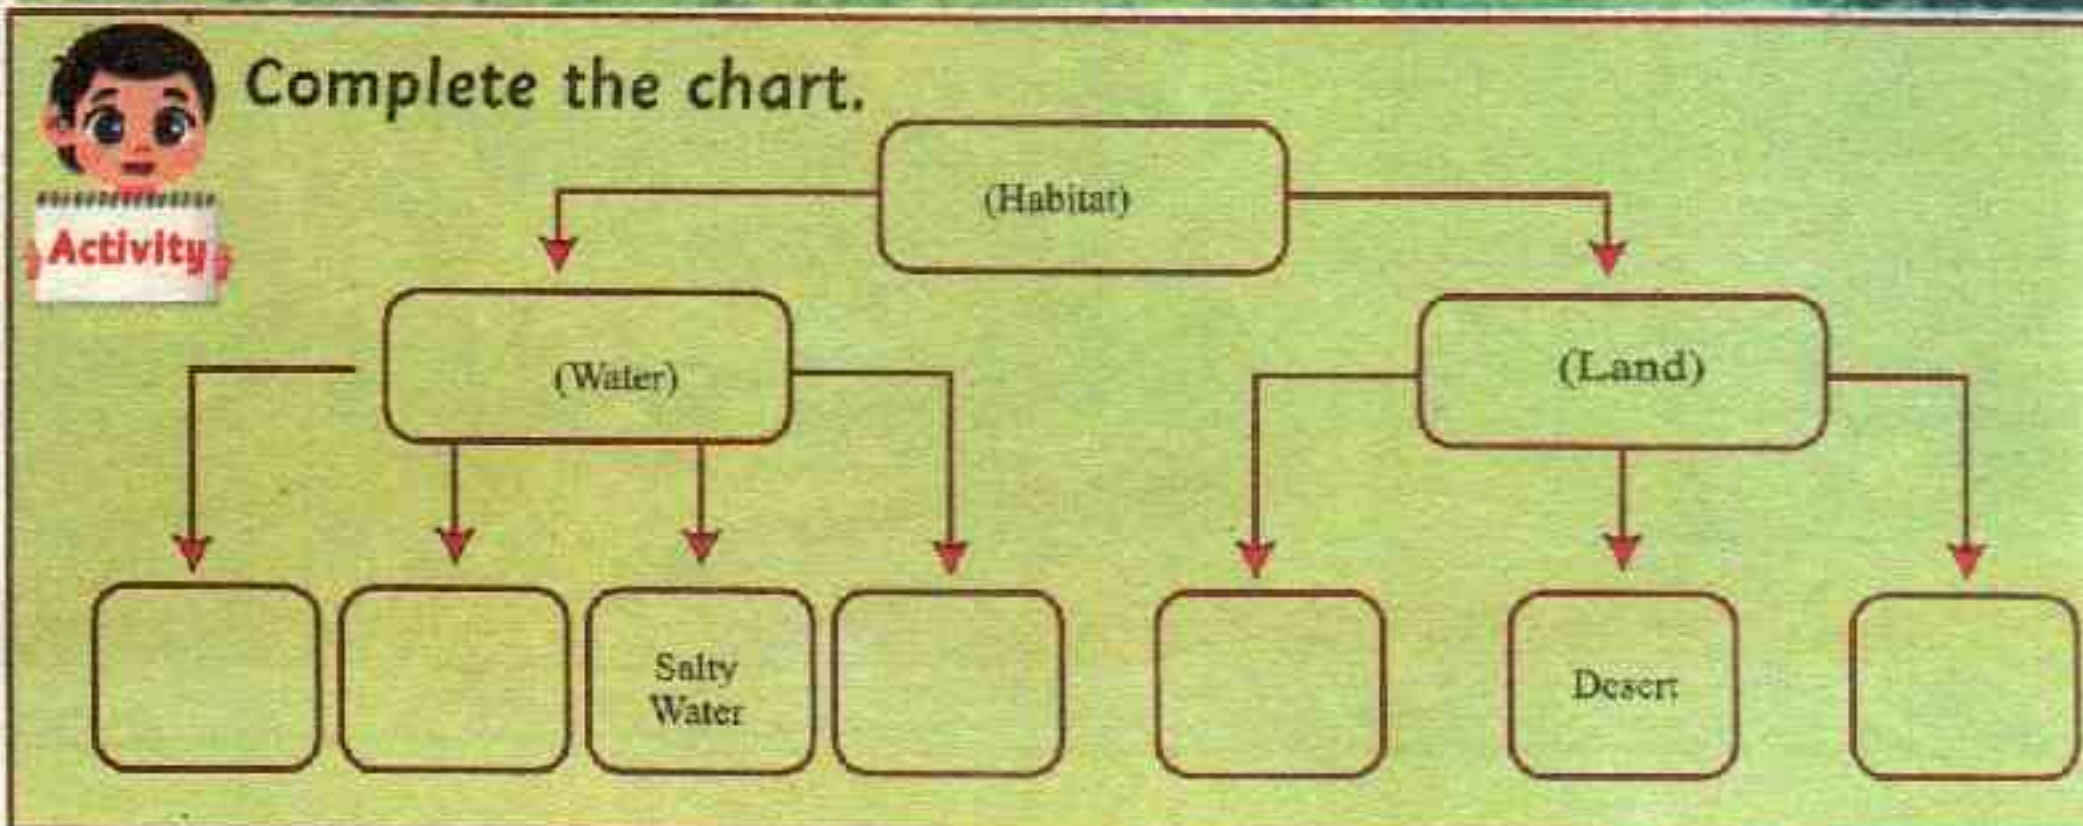 Complete the chart.
Activity
(Habitat)
(Water)
(Land)
Salty
Water
Desert